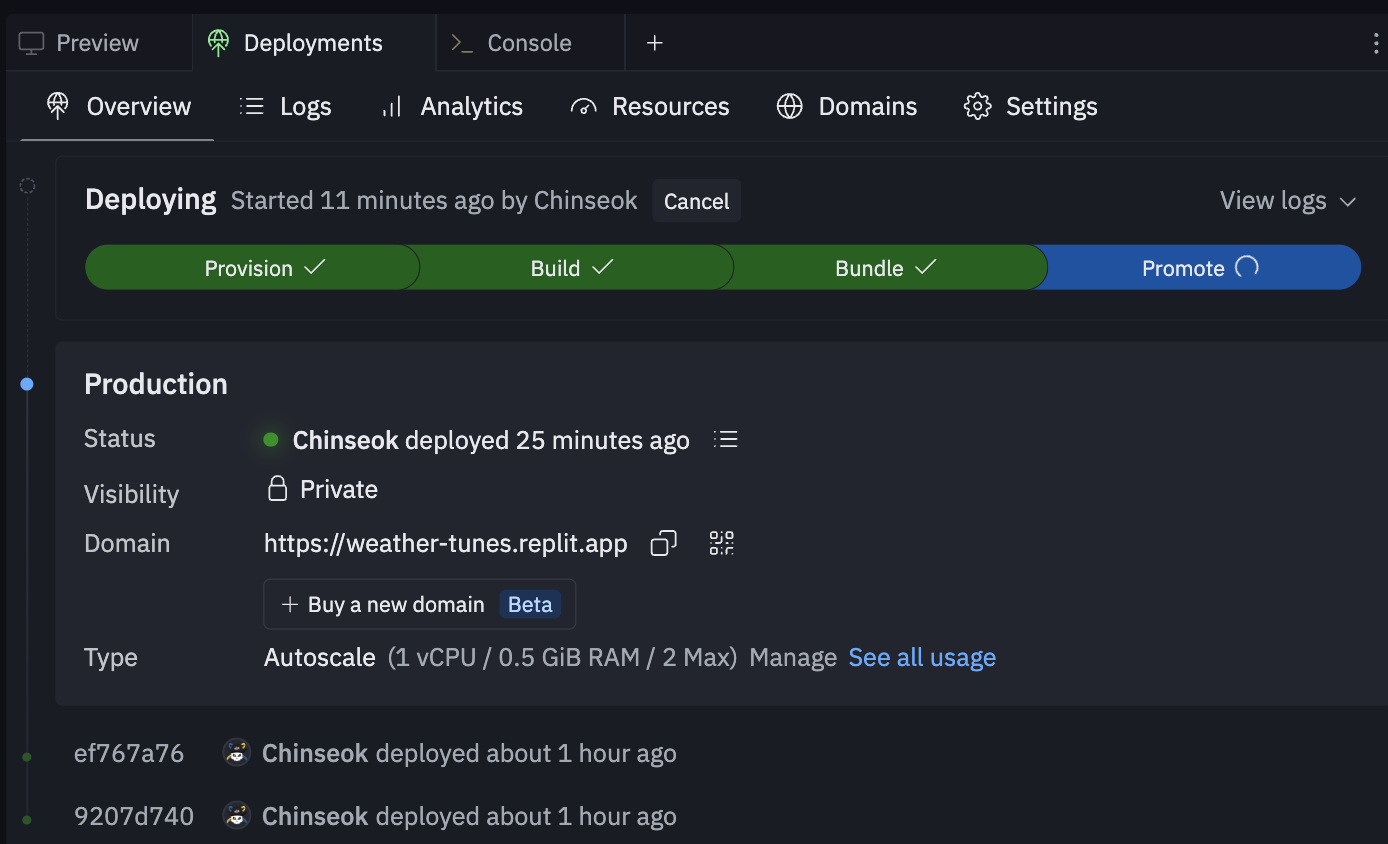 Preview Deployments Console
Overview Logs Analytics Resources Domains Settings
Deploying Started 11 minutes ago by Chinseok Cancel View logs
Provision Build Bundle Promote
Production
Status Chinseok deployed 25 minutes ago
Visibility Private
Domain https://weather-tunes.replit.app
+ Buy a new domain Beta
Type Autoscale (1 vCPU / 0.5 GiB RAM / 2 Max) Manage See all usage
ef767a76 Chinseok deployed about 1 hour ago
9207d740 Chinseok deployed about 1 hour ago